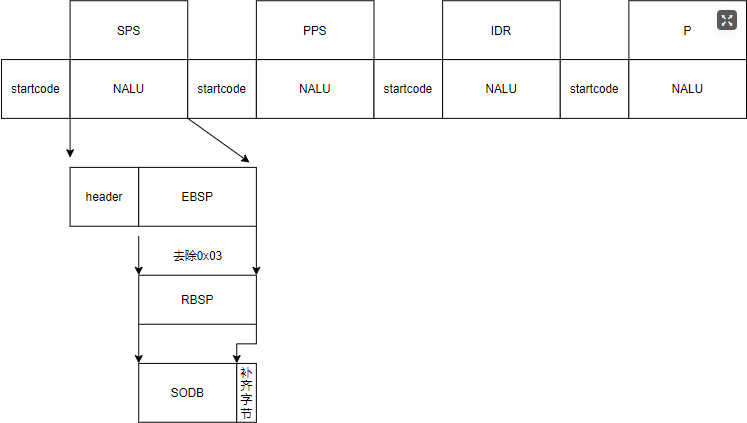 SPS PPS IDR P
startcode NALU startcode NALU startcode NALU startcode NALU
header EBSP
去除0x03
RBSP
SODB
补
齐
字
节